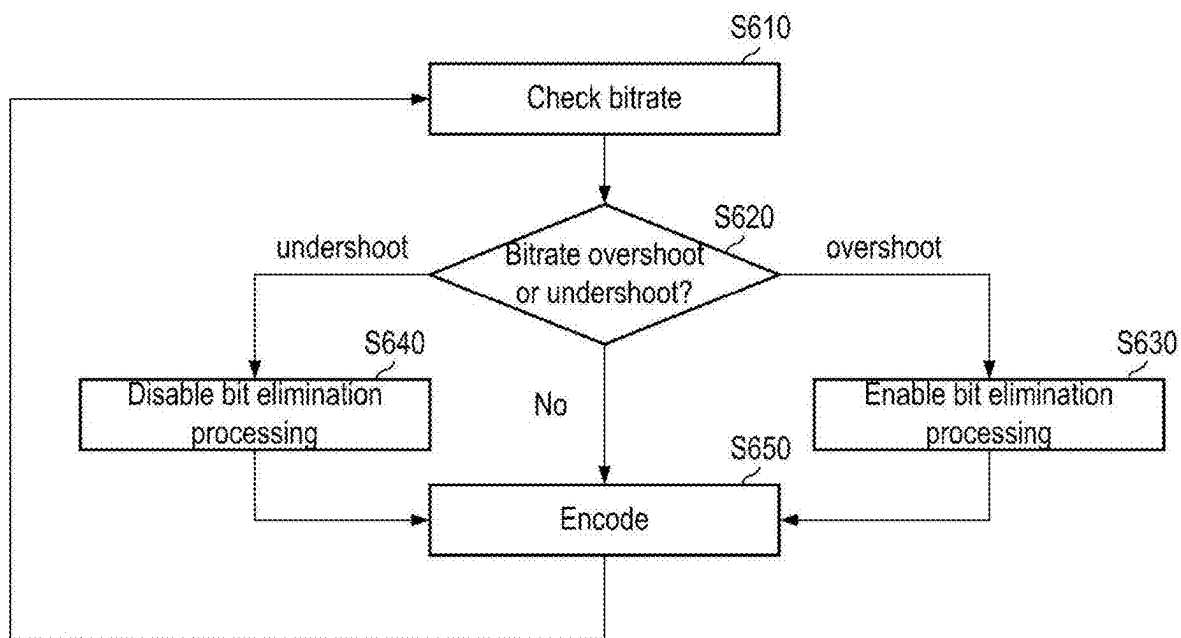 S610
Check bitrate
S620
undershoot
Bitrate overshoot
or undershoot?
overshoot
S640
Disable bit elimination
processing
No
S630
Enable bit elimination
processing
S650
Encode